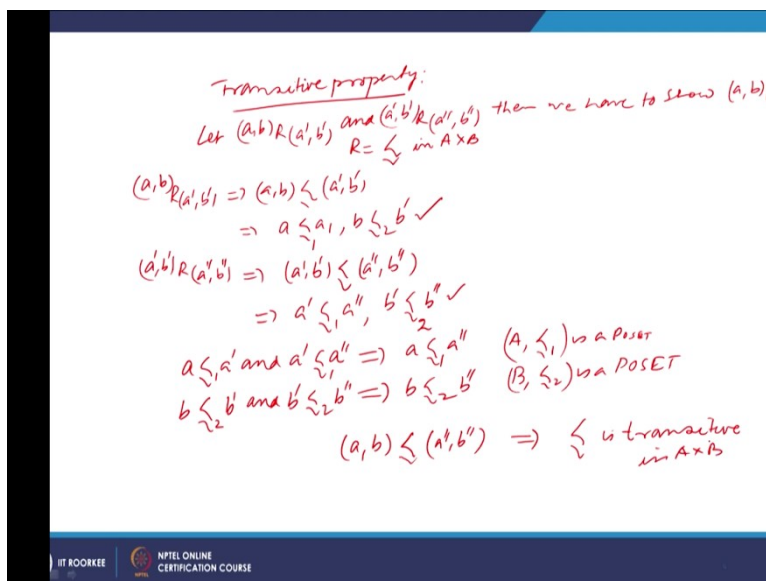 Transitive property:
Let (a,b)R(a',b') and (a',b')R(a'',b'') then we have to show (a,b)
R = ≤ in A×B
(a,b)R(a',b') => (a,b) ≤ (a',b')
=> a ≤₁ a₁, b ≤₂ b' ✓
(a',b')R(a'',b'') => (a',b') ≤ (a'',b'')
=> a' ≤₁ a'', b' ≤₂ b'' ✓
a ≤₁ a' and a' ≤₁ a'' => a ≤₁ a'' (A, ≤₁) is a POSET
b ≤₂ b' and b' ≤₂ b'' => b ≤₂ b'' (B, ≤₂) is a POSET
(a,b) ≤ (a'',b'') => ≤ is transitive
in A×B
IIT ROORKEE
NPTEL ONLINE
CERTIFICATION COURSE